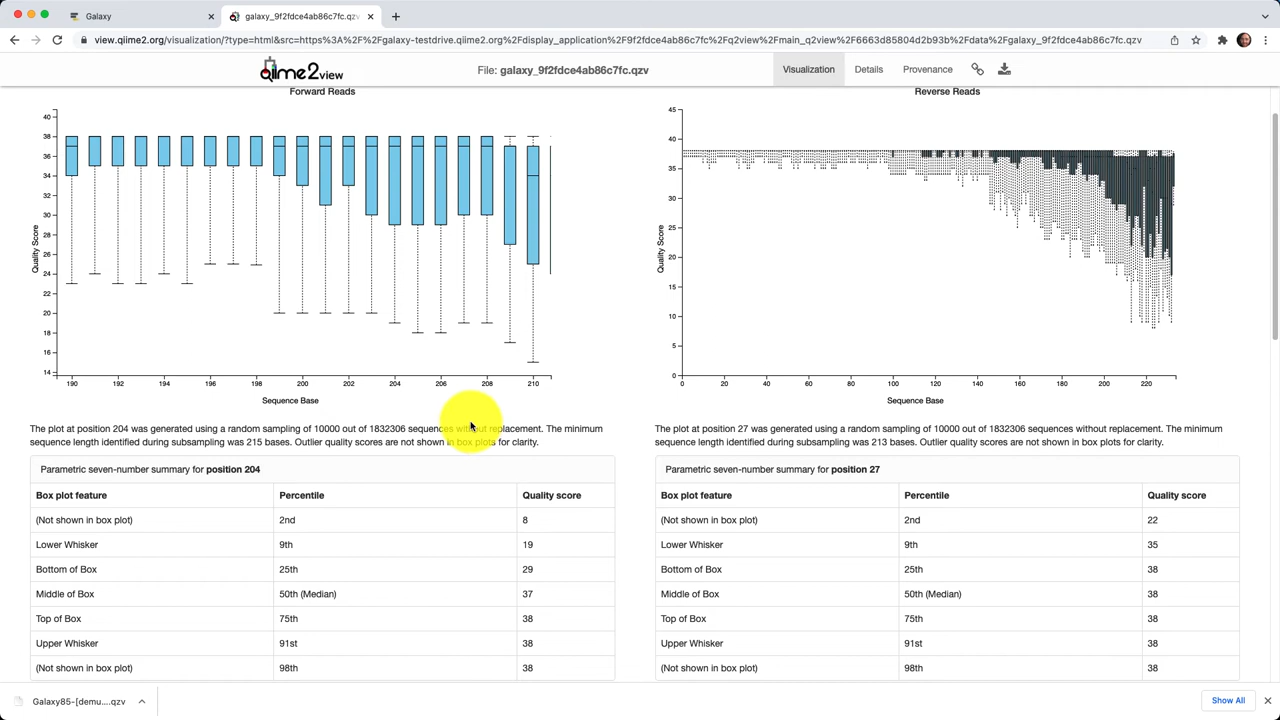 Galaxy
galaxy_9f2fdce4ab86c7fc.qzv
view.qiime2.org/visualization/?type=html&src=https%3A%2F%2Fgalaxy-testdrive.qiime2.org%2Fdisplay_application%2F9f2fdce4ab86c7fc%2Fq2view%2Fmain_q2view%2F6663d85804d2b93b%2Fdata%2Fgalaxy_9f2fdce4ab86c7fc.qzv
qiime2view
File: galaxy_9f2fdce4ab86c7fc.qzv
Visualization
Details
Provenance
Forward Reads
40
38
36
34
32
30
28
26
24
22
20
18
16
14
Quality Score
190 192 194 196 198 200 202 204 206 208 210
Sequence Base
Reverse Reads
45
40
35
30
25
20
15
10
5
0
Quality Score
0 20 40 60 80 100 120 140 160 180 200 220
Sequence Base
The plot at position 204 was generated using a random sampling of 10000 out of 1832306 sequences without replacement. The minimum
sequence length identified during subsampling was 215 bases. Outlier quality scores are not shown in box plots for clarity.
Parametric seven-number summary for position 204
Box plot feature Percentile Quality score
(Not shown in box plot) 2nd 8
Lower Whisker 9th 19
Bottom of Box 25th 29
Middle of Box 50th (Median) 37
Top of Box 75th 38
Upper Whisker 91st 38
(Not shown in box plot) 98th 38
The plot at position 27 was generated using a random sampling of 10000 out of 1832306 sequences without replacement. The minimum
sequence length identified during subsampling was 213 bases. Outlier quality scores are not shown in box plots for clarity.
Parametric seven-number summary for position 27
Box plot feature Percentile Quality score
(Not shown in box plot) 2nd 22
Lower Whisker 9th 35
Bottom of Box 25th 38
Middle of Box 50th (Median) 38
Top of Box 75th 38
Upper Whisker 91st 38
(Not shown in box plot) 98th 38
Galaxy85-[demu....qzv
Show All